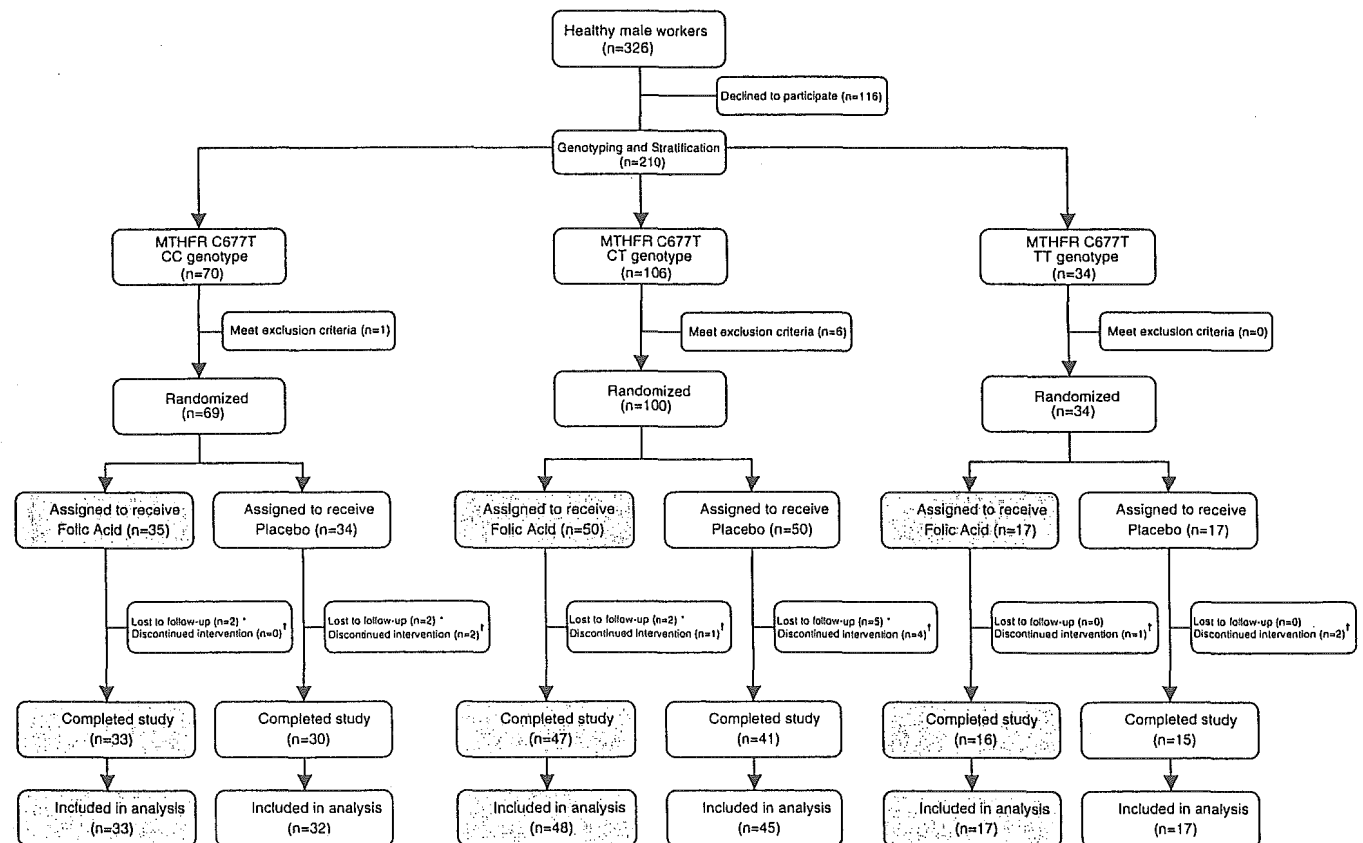 Healthy male workers
(n=326)
Declined to participate (n=116)
Genotyping and Stratification
(n=210)
MTHFR C677T
CC genotype
(n=70)
MTHFR C677T
CT genotype
(n=106)
MTHFR C677T
TT genotype
(n=34)
Meet exclusion criteria (n=1)
Meet exclusion criteria (n=6)
Meet exclusion criteria (n=0)
Randomized
(n=69)
Randomized
(n=100)
Randomized
(n=34)
Assigned to receive
Folic Acid (n=35)
Assigned to receive
Placebo (n=34)
Assigned to receive
Folic Acid (n=50)
Assigned to receive
Placebo (n=50)
Assigned to receive
Folic Acid (n=17)
Assigned to receive
Placebo (n=17)
Lost to follow-up (n=2) *
Discontinued intervention (n=0)†
Lost to follow-up (n=2) *
Discontinued intervention (n=2)†
Lost to follow-up (n=2) *
Discontinued intervention (n=1)†
Lost to follow-up (n=5) *
Discontinued intervention (n=4)†
Lost to follow-up (n=0)
Discontinued intervention (n=1)†
Lost to follow-up (n=0)
Discontinued intervention (n=2)†
Completed study
(n=33)
Completed study
(n=30)
Completed study
(n=47)
Completed study
(n=41)
Completed study
(n=16)
Completed study
(n=15)
Included in analysis
(n=33)
Included in analysis
(n=32)
Included in analysis
(n=48)
Included in analysis
(n=45)
Included in analysis
(n=17)
Included in analysis
(n=17)